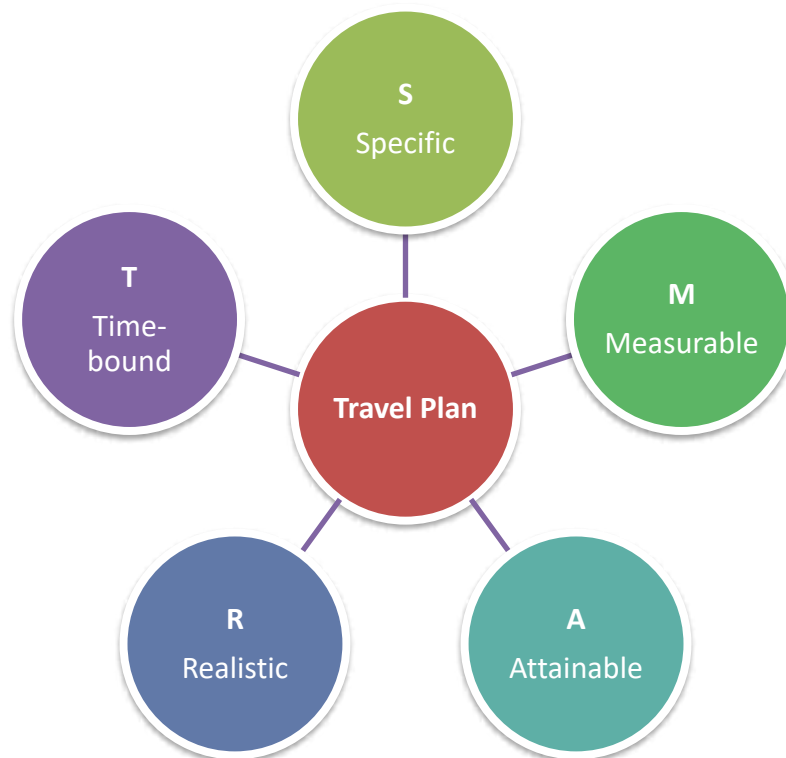 S
Specific
M
Measurable
A
Attainable
R
Realistic
T
Time-
bound
Travel Plan